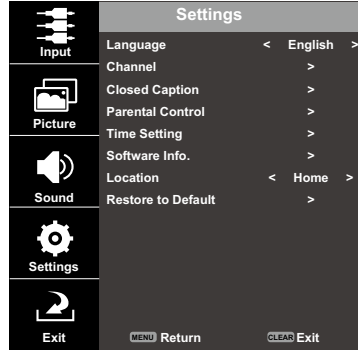 Settings
Input
Picture
Sound
Settings
Exit
Language < English >
Channel >
Closed Caption >
Parental Control >
Time Setting >
Software Info. >
Location < Home >
Restore to Default >
MENU Return CLEAR Exit